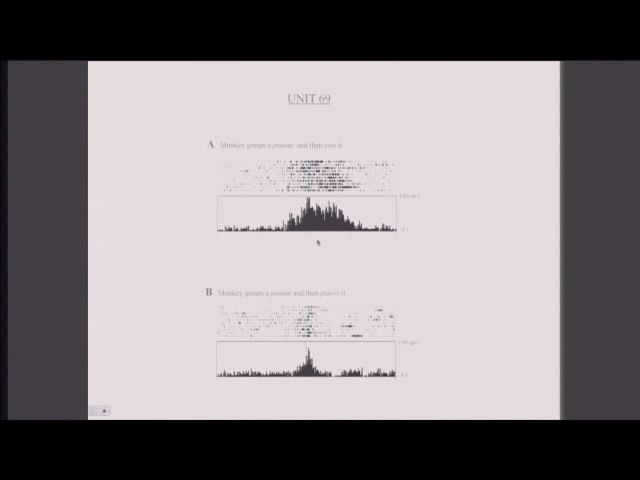 UNIT 69
A. Monkey grasps a peanut and then eats it
B Monkey grasps a peanut and then places it